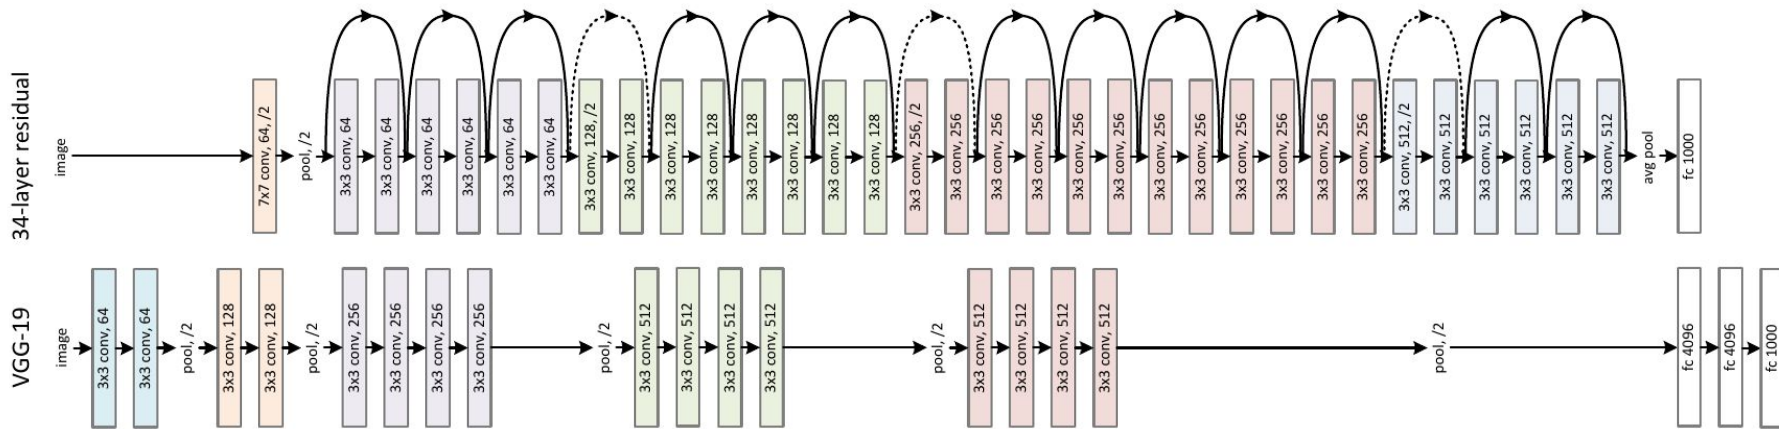 34-layer residual
image
7x7 conv, 64, /2
pool, /2
3x3 conv, 64
3x3 conv, 64
3x3 conv, 64
3x3 conv, 64
3x3 conv, 64
3x3 conv, 64
3x3 conv, 128, /2
3x3 conv, 128
3x3 conv, 128
3x3 conv, 128
3x3 conv, 128
3x3 conv, 128
3x3 conv, 128
3x3 conv, 128
3x3 conv, 256, /2
3x3 conv, 256
3x3 conv, 256
3x3 conv, 256
3x3 conv, 256
3x3 conv, 256
3x3 conv, 256
3x3 conv, 256
3x3 conv, 256
3x3 conv, 256
3x3 conv, 256
3x3 conv, 256
3x3 conv, 512, /2
3x3 conv, 512
3x3 conv, 512
3x3 conv, 512
3x3 conv, 512
3x3 conv, 512
avg pool
fc 1000
VGG-19
image
3x3 conv, 64
3x3 conv, 64
pool, /2
3x3 conv, 128
3x3 conv, 128
pool, /2
3x3 conv, 256
3x3 conv, 256
3x3 conv, 256
3x3 conv, 256
pool, /2
3x3 conv, 512
3x3 conv, 512
3x3 conv, 512
3x3 conv, 512
pool, /2
3x3 conv, 512
3x3 conv, 512
3x3 conv, 512
3x3 conv, 512
pool, /2
fc 4096
fc 4096
fc 1000